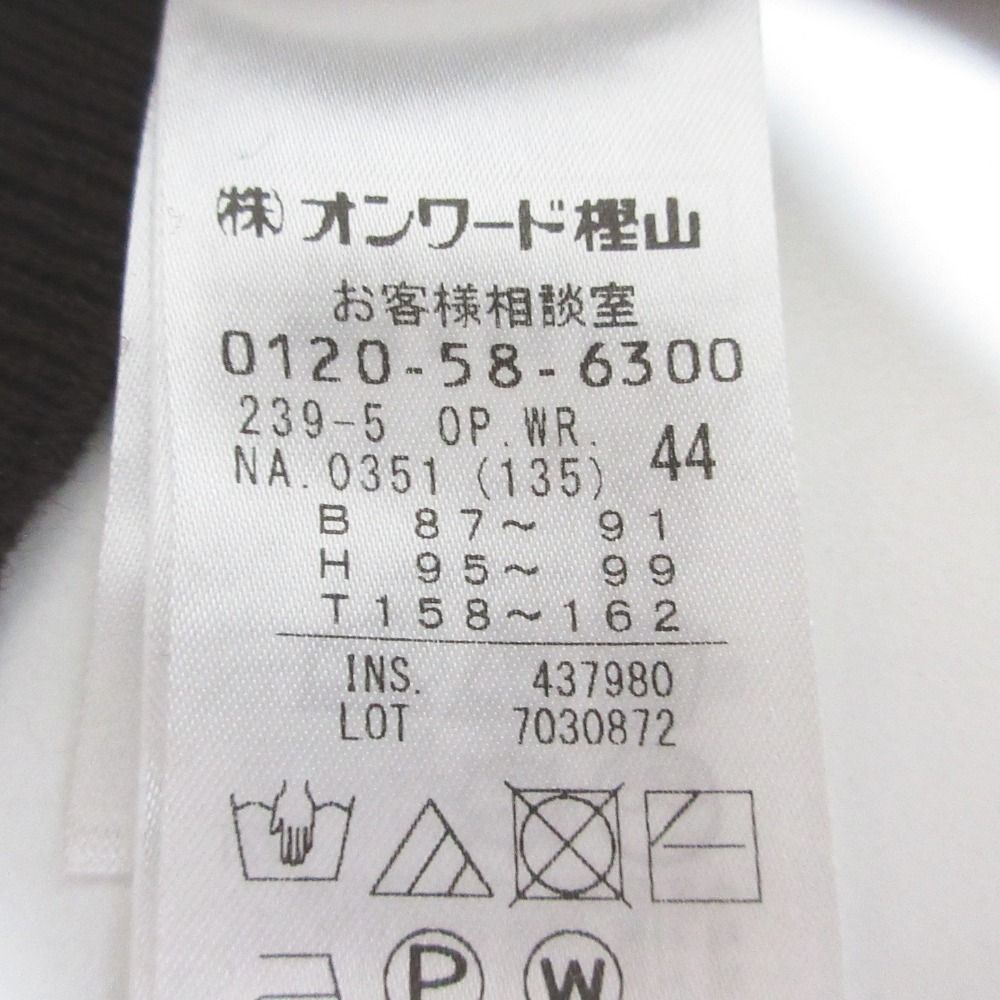 ㈱オンワード樫山
お客様相談室
0120-58-6300
239-5 OP.WR.
NA.0351 (135) 44
B 87~ 91
H 95~ 99
T 158~162
INS. 437980
LOT 7030872
P W